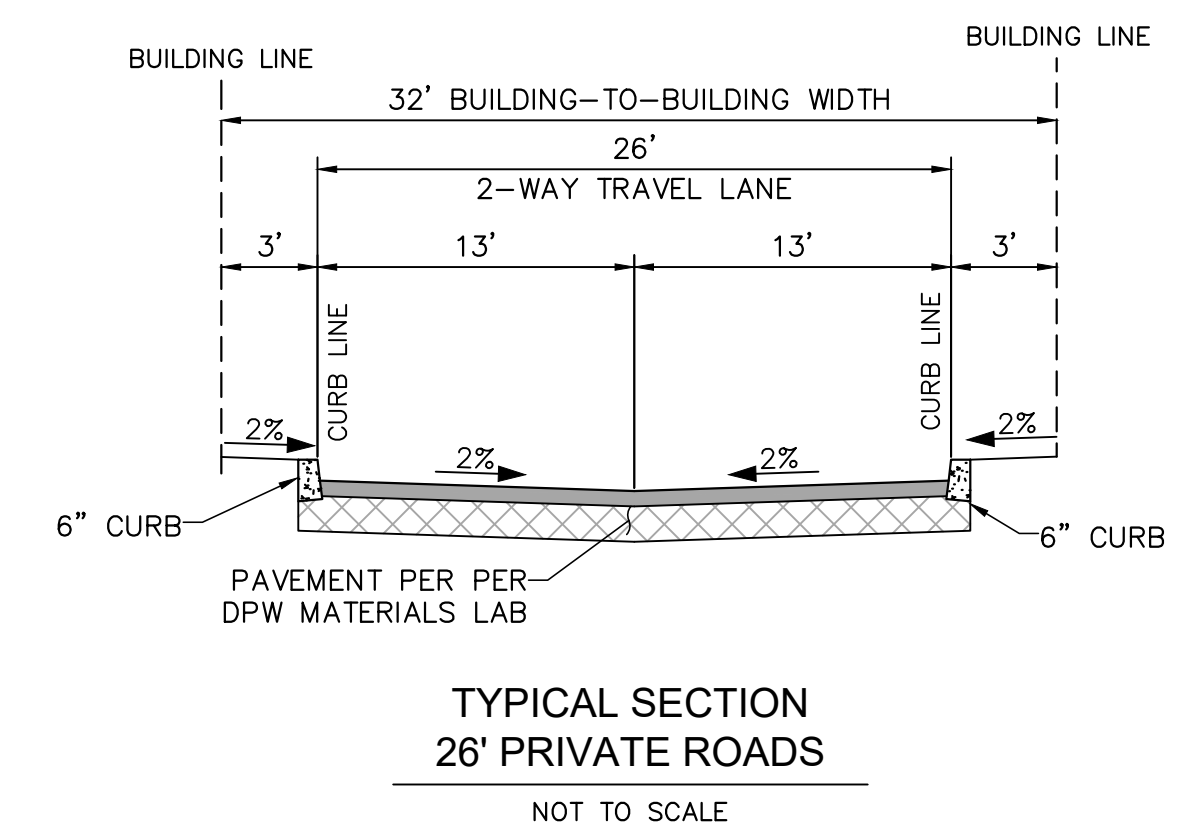 BUILDING LINE
BUILDING LINE
32' BUILDING-TO-BUILDING WIDTH
26'
2-WAY TRAVEL LANE
3'
13'
13'
3'
CURB LINE
CURB LINE
2%
2%
2%
2%
6" CURB
6" CURB
PAVEMENT PER PER
DPW MATERIALS LAB
TYPICAL SECTION
26' PRIVATE ROADS
NOT TO SCALE